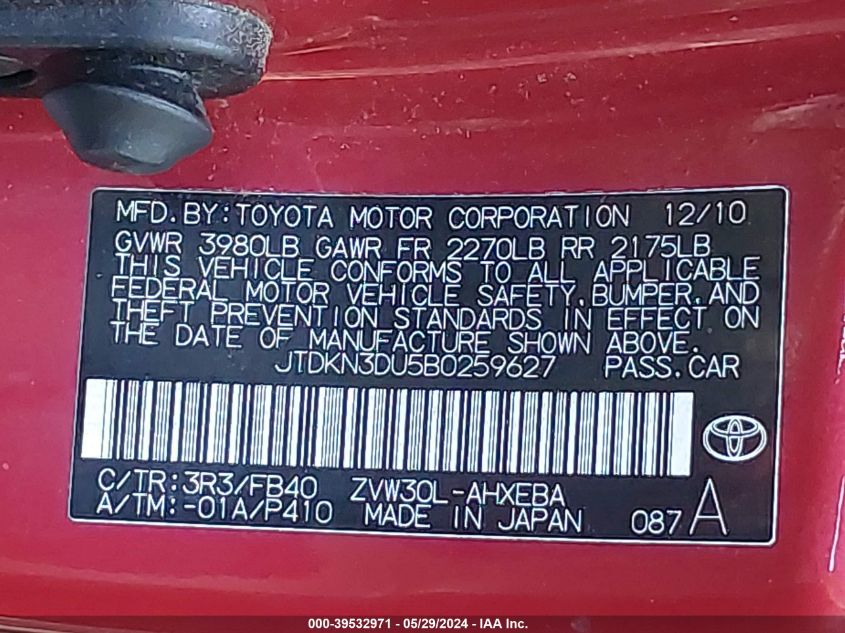 MFD.BY:TOYOTA MOTOR CORPORATION 12/10
GVWR 3980LB GAWR FR 2270LB RR 2175LB
THIS VEHICLE CONFORMS TO ALL APPLICABLE
FEDERAL MOTOR VEHICLE SAFETY,BUMPER,AND
THEFT PREVENTION STANDARDS IN EFFECT ON
THE DATE OF MANUFACTURE SHOWN ABOVE.
JTDKN3DU5B0259627 PASS.CAR
C/TR:3R3/FB40 ZVW30L-AHXEBA
A/TM:-01A/P410 MADE IN JAPAN 087 A
000-39532971 - 05/29/2024 - IAA Inc.